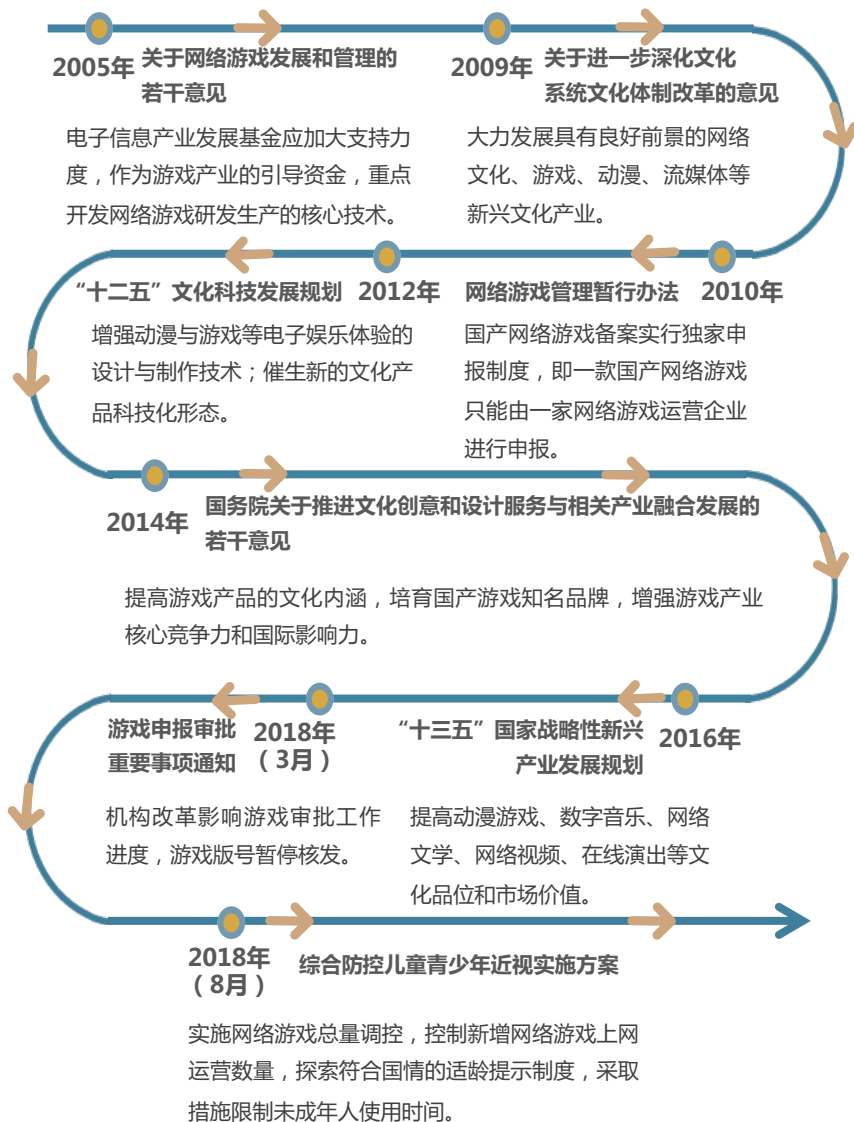 2005年
关于网络游戏发展和管理的
若干意见
电子信息产业发展基金应加大支持力
度，作为游戏产业的引导资金，重点
开发网络游戏研发生产的核心技术。
2009年
关于进一步深化文化
系统文化体制改革的意见
大力发展具有良好前景的网络
文化、游戏、动漫、流媒体等
新兴文化产业。
网络游戏管理暂行办法
2010年
国产网络游戏备案实行独家申
报制度，即一款国产网络游戏
只能由一家网络游戏运营企业
进行申报。
“十二五”文化科技发展规划
2012年
增强动漫与游戏等电子娱乐体验的
设计与制作技术；催生新的文化产
品科技化形态。
2014年
国务院关于推进文化创意和设计服务与相关产业融合发展的
若干意见
提高游戏产品的文化内涵，培育国产游戏知名品牌，增强游戏产业
核心竞争力和国际影响力。
“十三五”国家战略性新兴
产业发展规划
2016年
提高动漫游戏、数字音乐、网络
文学、网络视频、在线演出等文
化品位和市场价值。
游戏申报审批
重要事项通知
2018年
（3月）
机构改革影响游戏审批工作
进度，游戏版号暂停核发。
2018年
（8月）
综合防控儿童青少年近视实施方案
实施网络游戏总量调控，控制新增网络游戏上网
运营数量，探索符合国情的适龄提示制度，采取
措施限制未成年人使用时间。